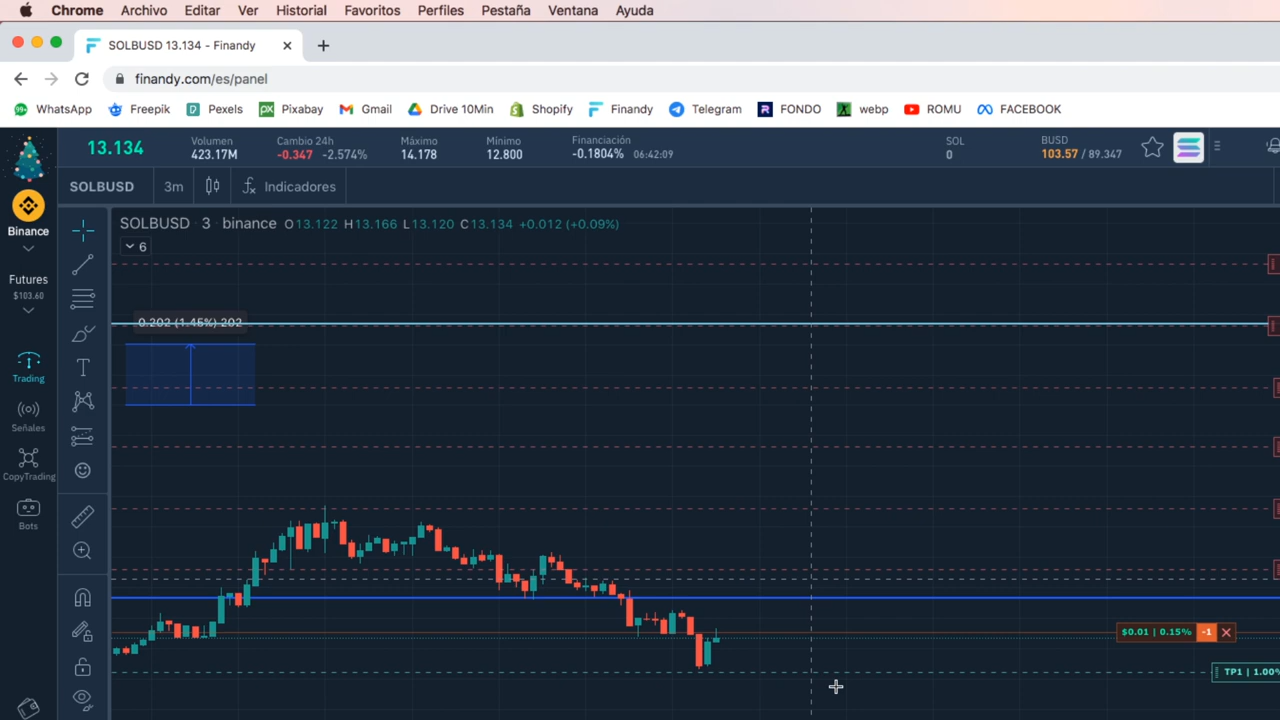 Chrome Archivo Editar Ver Historial Favoritos Perfiles Pestaña Ventana Ayuda
SOLBUSD 13.134 - Finandy
finandy.com/es/panel
99+ WhatsApp Freepik Pexels px Pixabay Gmail Drive 10Min Shopify Finandy Telegram FONDO webp ROMU FACEBOOK
13.134 Volumen Cambio 24h Máximo Mínimo Financiación SOL BUSD
423.17M -0.347 -2.574% 14.178 12.800 -0.1804% 06:42:09 0 103.57 / 89.347
SOLBUSD 3m Indicadores
SOLBUSD · 3 · binance O13.122 H13.166 L13.120 C13.134 +0.012 (+0.09%)
6
Binance
Futures
$103.60
0.202 (1.45%) 202
Trading
Señales
CopyTrading
Bots
$0.01 | 0.15% -1
TP1 | 1.00%